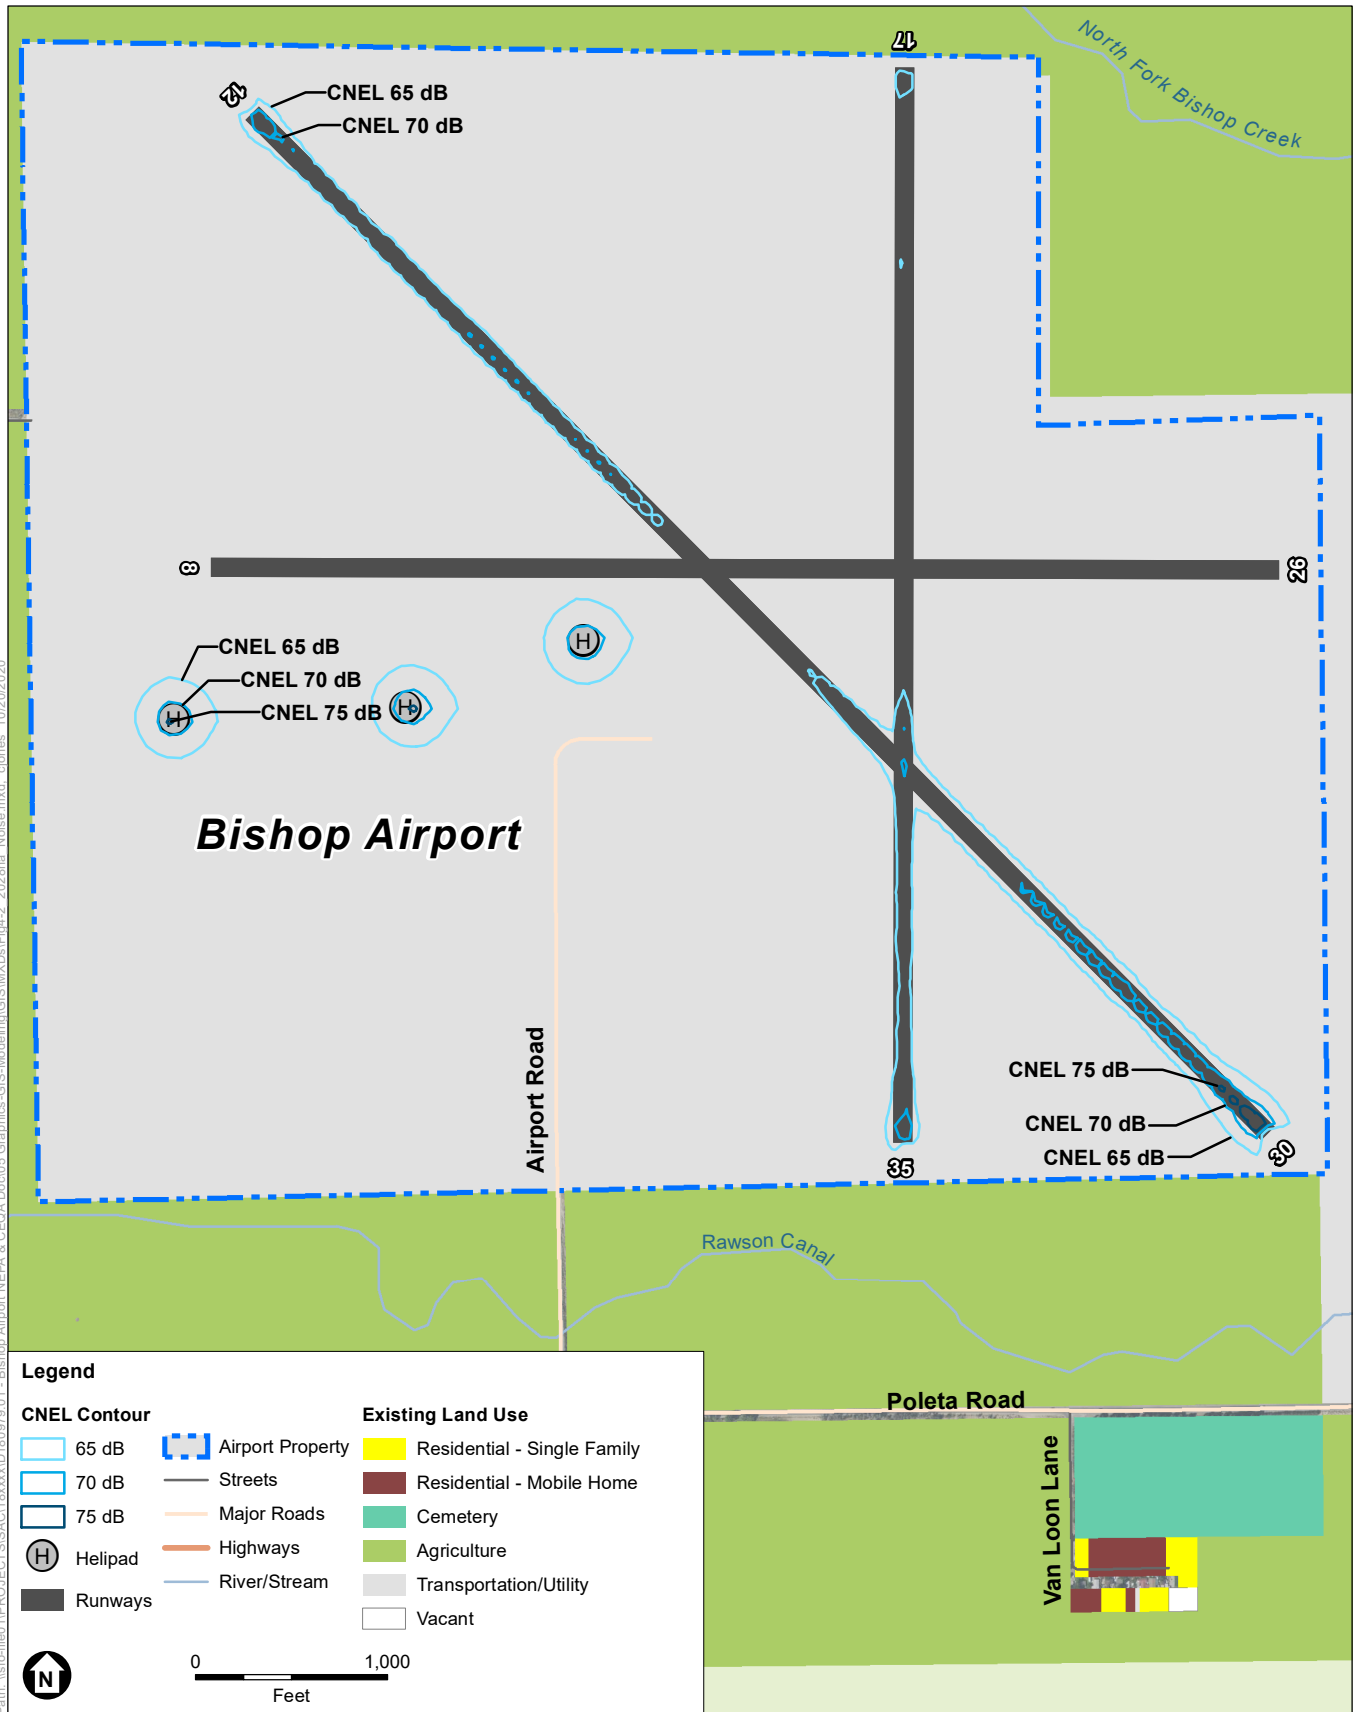 North Fork Bishop Creek
17
CNEL 65 dB
CNEL 70 dB
8
26
H
CNEL 65 dB
CNEL 70 dB
CNEL 75 dB
H
H
Bishop Airport
Airport Road
CNEL 75 dB
CNEL 70 dB
CNEL 65 dB
35
30
Rawson Canal
Poleta Road
Van Loon Lane
Legend
CNEL Contour
65 dB
70 dB
75 dB
H Helipad
Runways
Airport Property
Streets
Major Roads
Highways
River/Stream
Existing Land Use
Residential - Single Family
Residential - Mobile Home
Cemetery
Agriculture
Transportation/Utility
Vacant
N
0 1,000
Feet